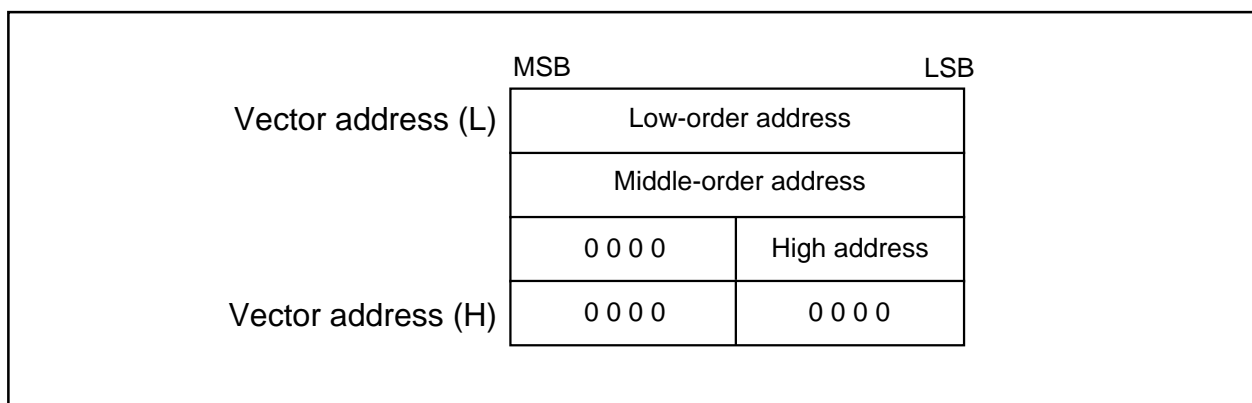 MSB LSB
Vector address (L) Low-order address
Middle-order address
0 0 0 0 High address
Vector address (H) 0 0 0 0 0 0 0 0